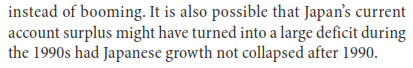 instead of booming. It is also possible that Japan’s current
account surplus might have turned into a large deficit during
the 1990s had Japanese growth not collapsed after 1990.